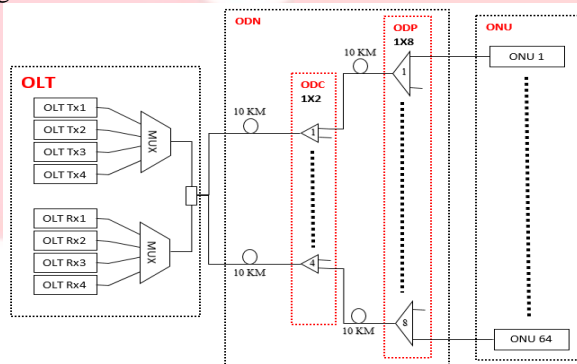 ODN
ODP
1X8
ONU
10 KM
1
ONU 1
OLT
ODC
1X2
OLT Tx1
OLT Tx2
OLT Tx3
OLT Tx4
MUX
10 KM
1
OLT Rx1
OLT Rx2
OLT Rx3
OLT Rx4
MUX
10 KM
4
10 KM
8
ONU 64